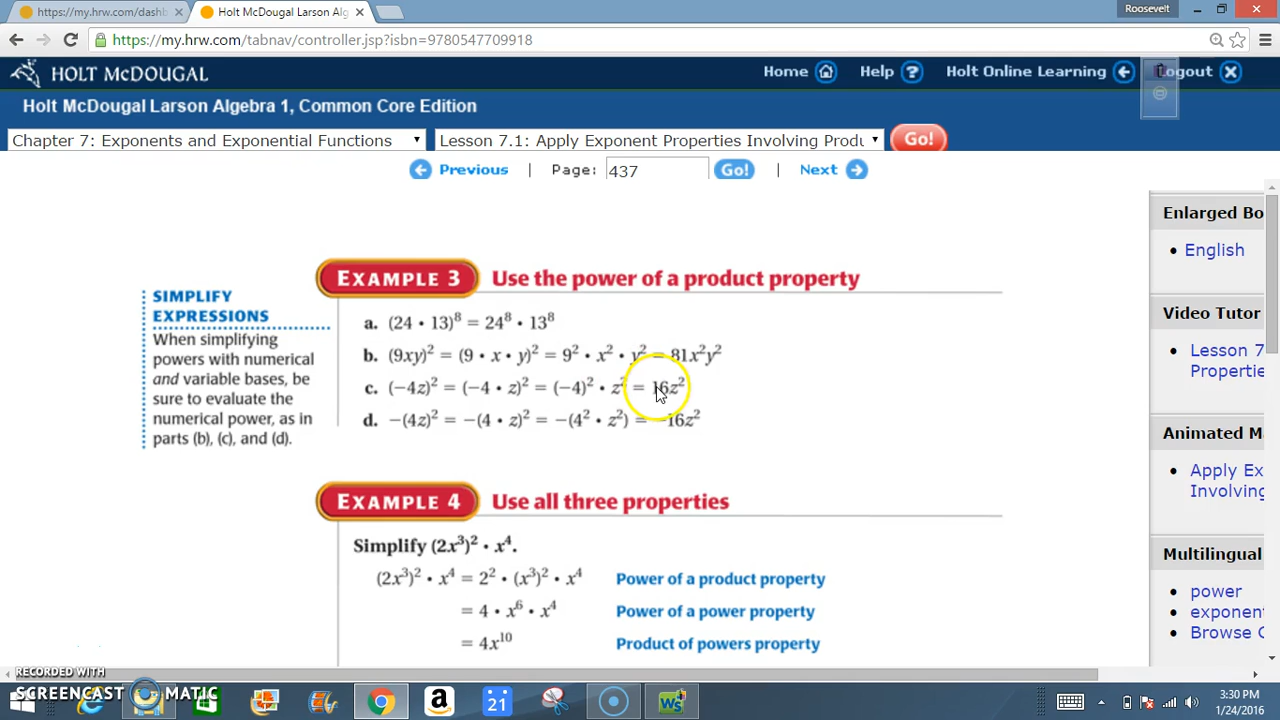 https://my.hrw.com/dashb
Holt McDougal Larson Alg
Roosevelt
https://my.hrw.com/tabnav/controller.jsp?isbn=9780547709918
HOLT MCDOUGAL
Home
Help
Holt Online Learning
Logout
Holt McDougal Larson Algebra 1, Common Core Edition
Chapter 7: Exponents and Exponential Functions
Lesson 7.1: Apply Exponent Properties Involving Produ
Go!
Previous | Page: 437 Go! | Next
EXAMPLE 3 Use the power of a product property
SIMPLIFY
EXPRESSIONS
When simplifying
powers with numerical
and variable bases, be
sure to evaluate the
numerical power, as in
parts (b), (c), and (d).
a. (24 • 13)⁸ = 24⁸ • 13⁸
b. (9xy)² = (9 • x • y)² = 9² • x² • y² = 81x²y²
c. (−4z)² = (−4 • z)² = (−4)² • z² = 16z²
d. −(4z)² = −(4 • z)² = −(4² • z²) = −16z²
EXAMPLE 4 Use all three properties
Simplify (2x³)² • x⁴.
(2x³)² • x⁴ = 2² • (x³)² • x⁴ Power of a product property
= 4 • x⁶ • x⁴ Power of a power property
= 4x¹⁰ Product of powers property
Enlarged Bo
English
Video Tutor
Lesson 7
Properties
Animated M
Apply Ex
Involving
Multilingual
power
exponen
Browse C
RECORDED WITH
SCREENCAST MATIC
21
WS
3:30 PM
1/24/2016